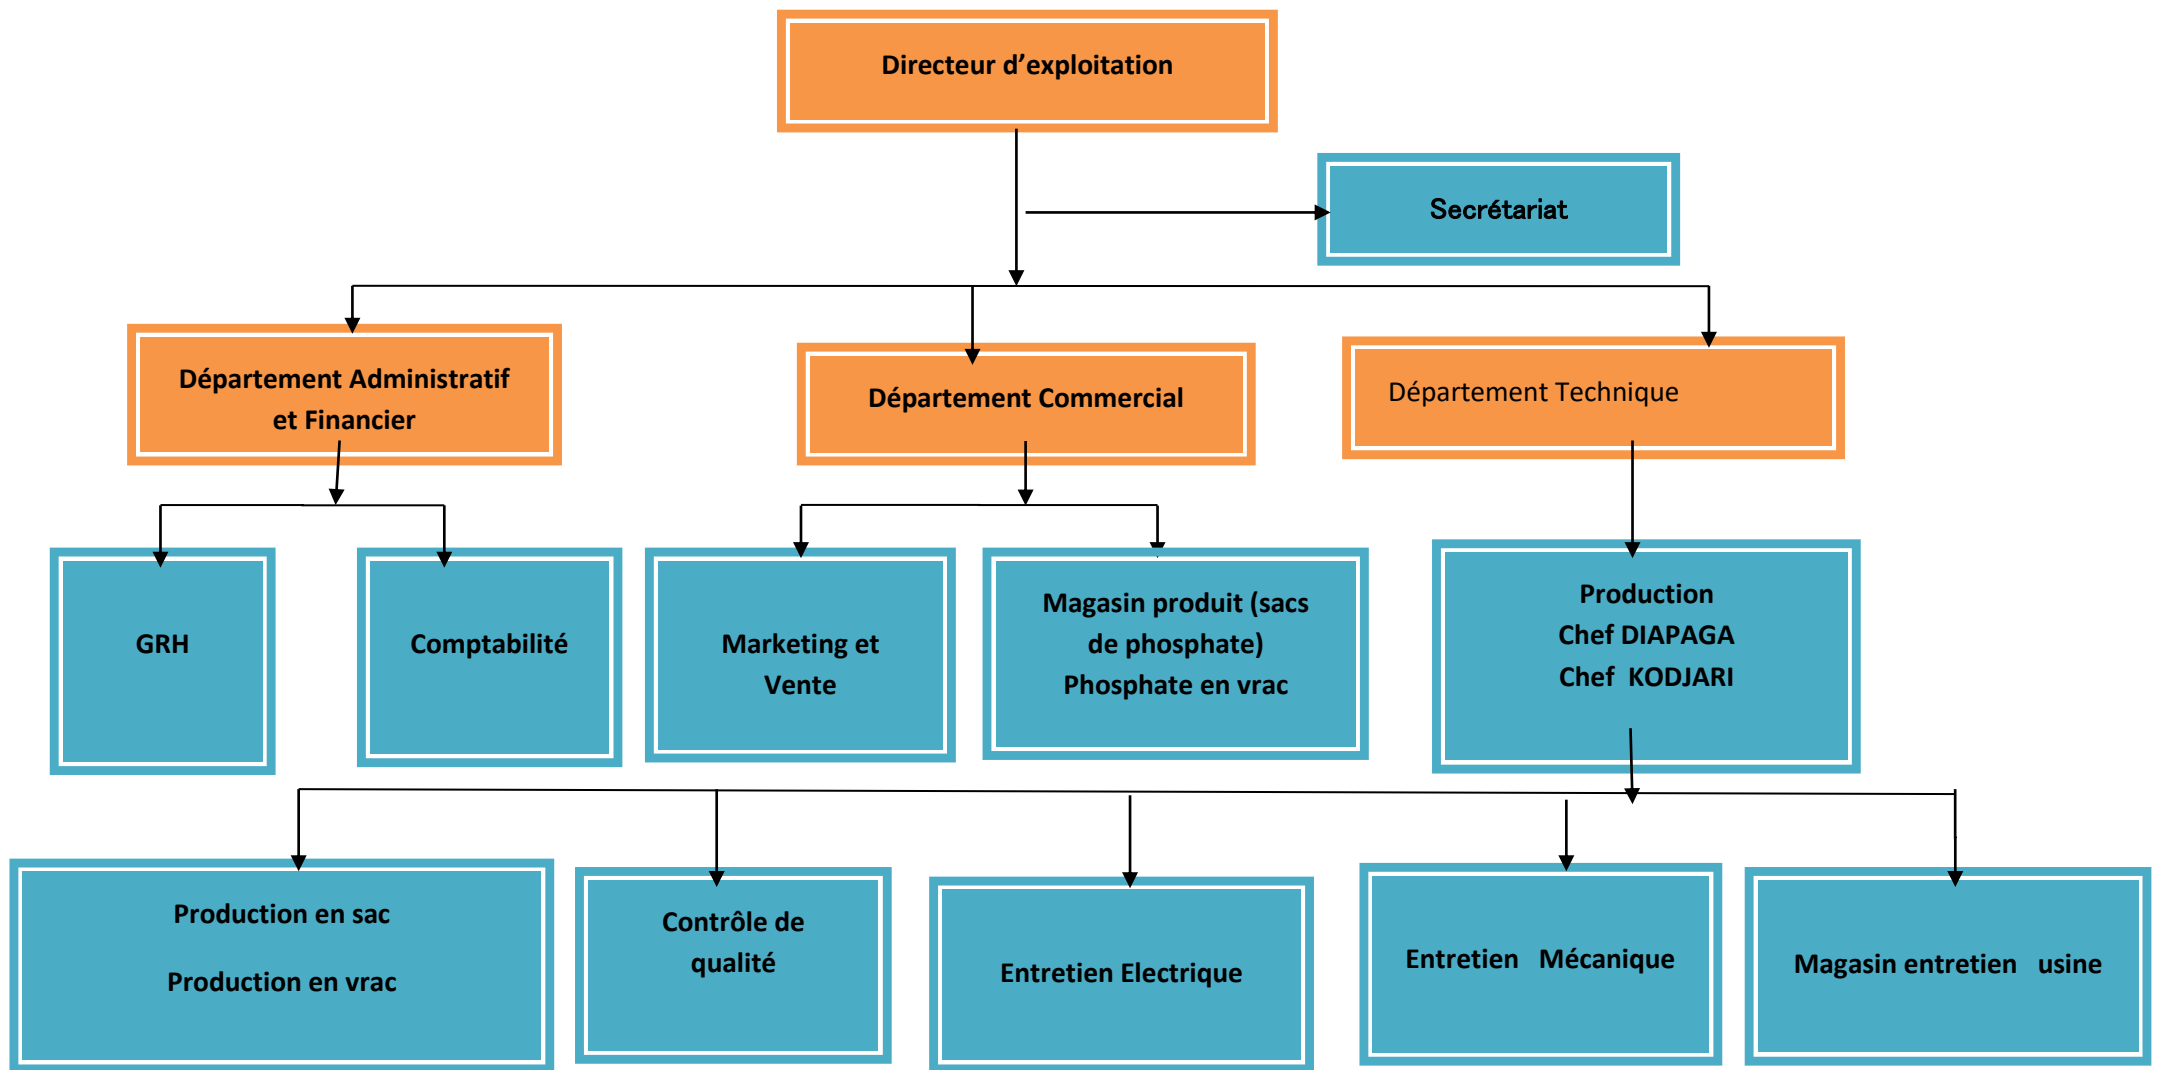 Directeur d’exploitation
Secrétariat
Département Administratif
et Financier
Département Commercial
Département Technique
GRH
Comptabilité
Marketing et
Vente
Magasin produit (sacs
de phosphate)
Phosphate en vrac
Production
Chef DIAPAGA
Chef  KODJARI
Production en sac
Production en vrac
Contrôle de
qualité
Entretien Electrique
Entretien   Mécanique
Magasin entretien   usine